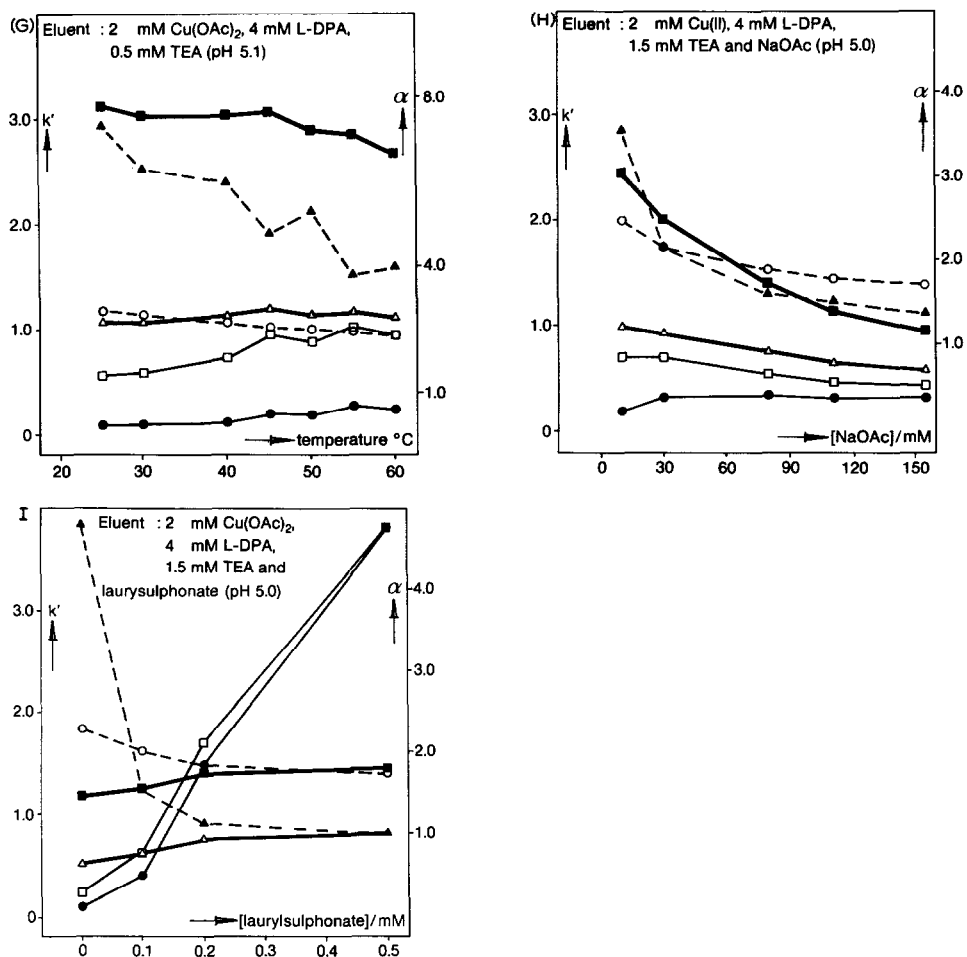 (G)
Eluent : 2 mM Cu(OAc)₂, 4 mM L-DPA,
0.5 mM TEA (pH 5.1)
8.0
α
3.0
k'
2.0
4.0
1.0
1.0
0
temperature °C
20 30 40 50 60
(H)
Eluent : 2 mM Cu(II), 4 mM L-DPA,
1.5 mM TEA and NaOAc (pH 5.0)
4.0
α
3.0
k'
3.0
2.0
2.0
1.0
1.0
0
[NaOAc]/mM
0 30 60 90 120 150
I
Eluent : 2 mM Cu(OAc)₂,
4 mM L-DPA,
1.5 mM TEA and
laurysulphonate (pH 5.0)
4.0
α
3.0
k'
3.0
2.0
2.0
1.0
1.0
0
[laurylsulphonate]/mM
0 0.1 0.2 0.3 0.4 0.5